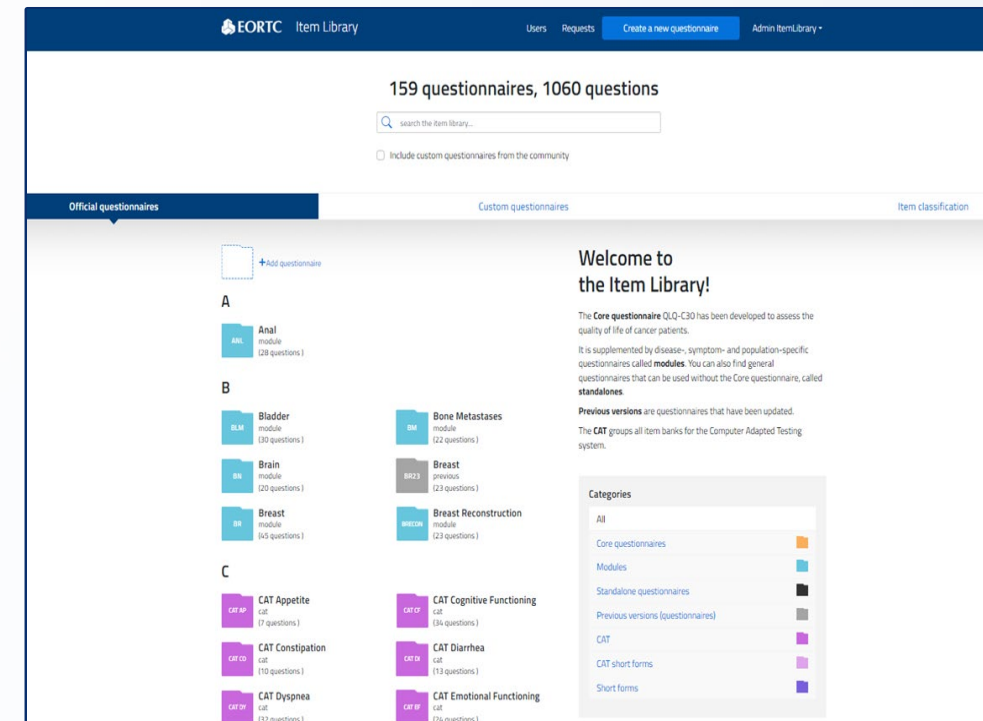 EORTC Item Library
Users Requests Create a new questionnaire Admin ItemLibrary
159 questionnaires, 1060 questions
search the item library...
Include custom questionnaires from the community
Official questionnaires Custom questionnaires Item classification
+Add questionnaire
A
ANL
Anal
module
(28 questions )
B
BLM
Bladder
module
(30 questions )
BM
Bone Metastases
module
(22 questions )
BN
Brain
module
(20 questions )
BR23
Breast
previous
(23 questions )
BR
Breast
module
(45 questions )
BRECON
Breast Reconstruction
module
(23 questions )
C
CAT AP
CAT Appetite
cat
(7 questions )
CAT CF
CAT Cognitive Functioning
cat
(34 questions )
CAT CO
CAT Constipation
cat
(10 questions )
CAT DI
CAT Diarrhea
cat
(13 questions )
CAT DY
CAT Dyspnea
cat
(32 questions )
CAT EF
CAT Emotional Functioning
cat
(24 questions )
Welcome to
the Item Library!
The Core questionnaire QLQ-C30 has been developed to assess the
quality of life of cancer patients.
It is supplemented by disease-, symptom- and population-specific
questionnaires called modules. You can also find general
questionnaires that can be used without the Core questionnaire, called
standalones.
Previous versions are questionnaires that have been updated.
The CAT groups all item banks for the Computer Adapted Testing
system.
Categories
All
Core questionnaires
Modules
Standalone questionnaires
Previous versions (questionnaires)
CAT
CAT short forms
Short forms